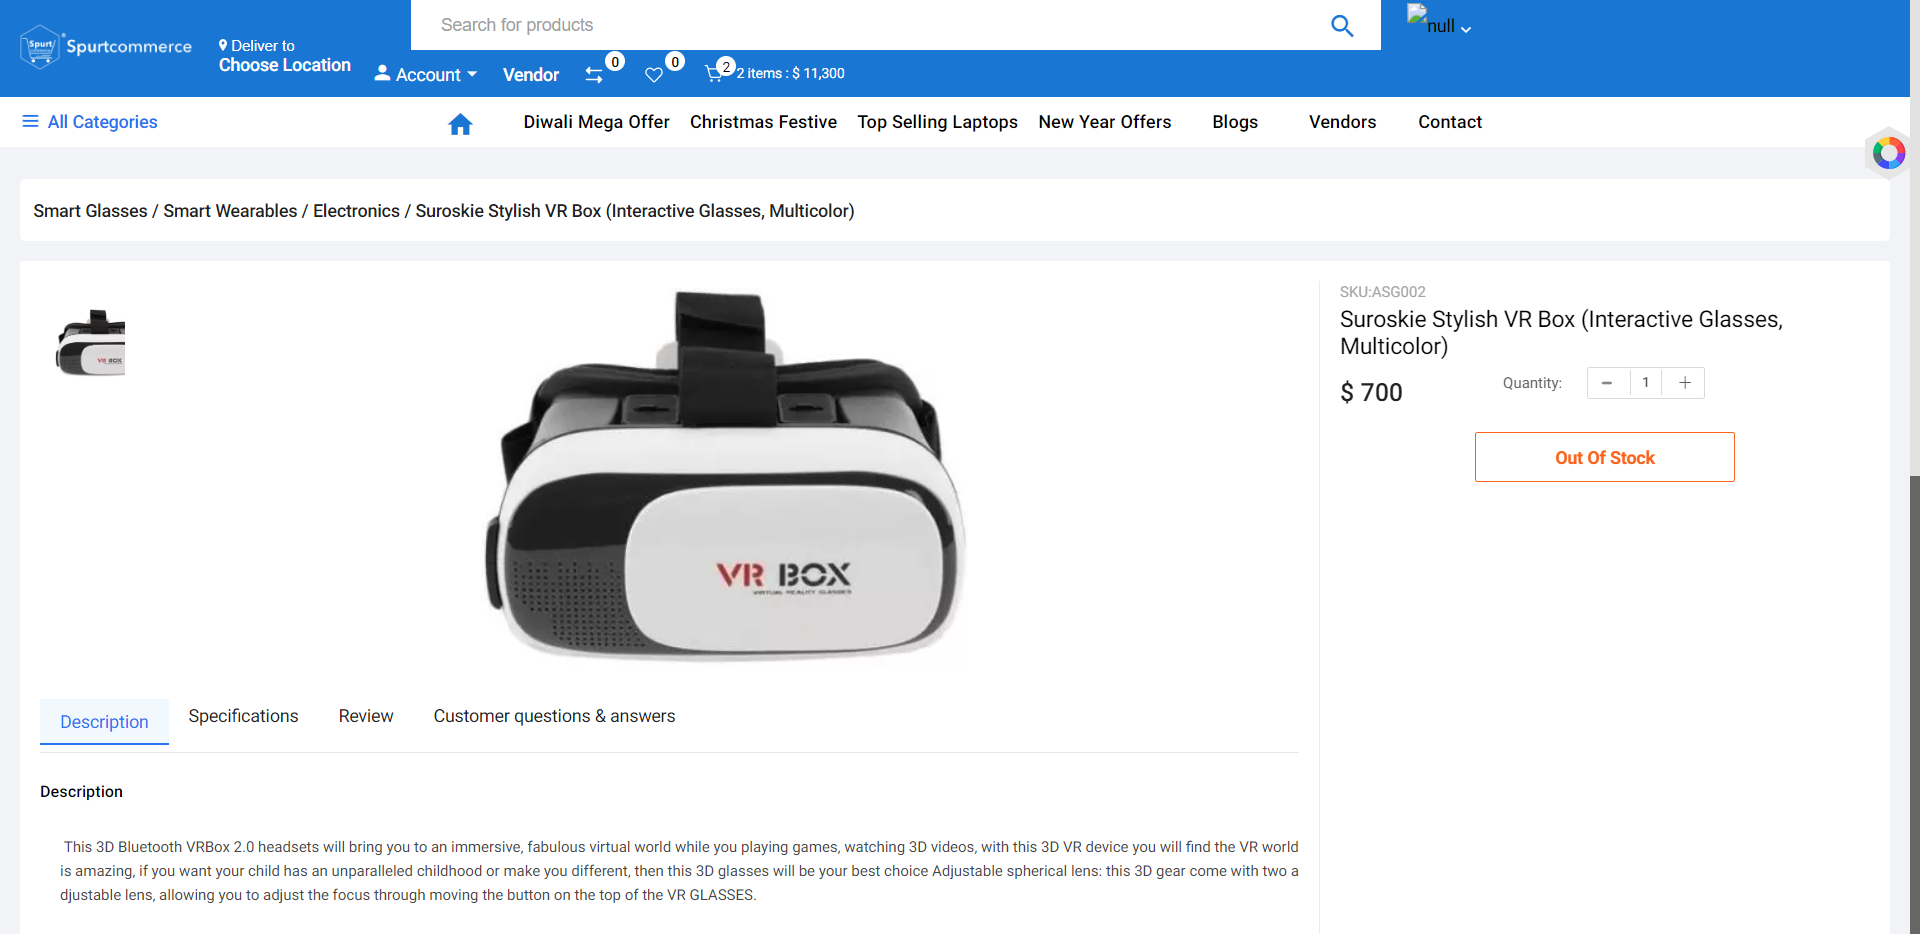 Search for products
null
Spurt
Spurtcommerce
Deliver to
Choose Location
Account
Vendor
0
0
2
2 items : $ 11,300
All Categories
Diwali Mega Offer
Christmas Festive
Top Selling Laptops
New Year Offers
Blogs
Vendors
Contact
Smart Glasses / Smart Wearables / Electronics / Suroskie Stylish VR Box (Interactive Glasses, Multicolor)
VR BOX
VR BOX
VIRTUAL REALITY GLASSES
SKU:ASG002
Suroskie Stylish VR Box (Interactive Glasses,
Multicolor)
$ 700
Quantity:
1
Out Of Stock
Description
Specifications
Review
Customer questions & answers
Description
This 3D Bluetooth VRBox 2.0 headsets will bring you to an immersive, fabulous virtual world while you playing games, watching 3D videos, with this 3D VR device you will find the VR world
is amazing, if you want your child has an unparalleled childhood or make you different, then this 3D glasses will be your best choice Adjustable spherical lens: this 3D gear come with two a
djustable lens, allowing you to adjust the focus through moving the button on the top of the VR GLASSES.